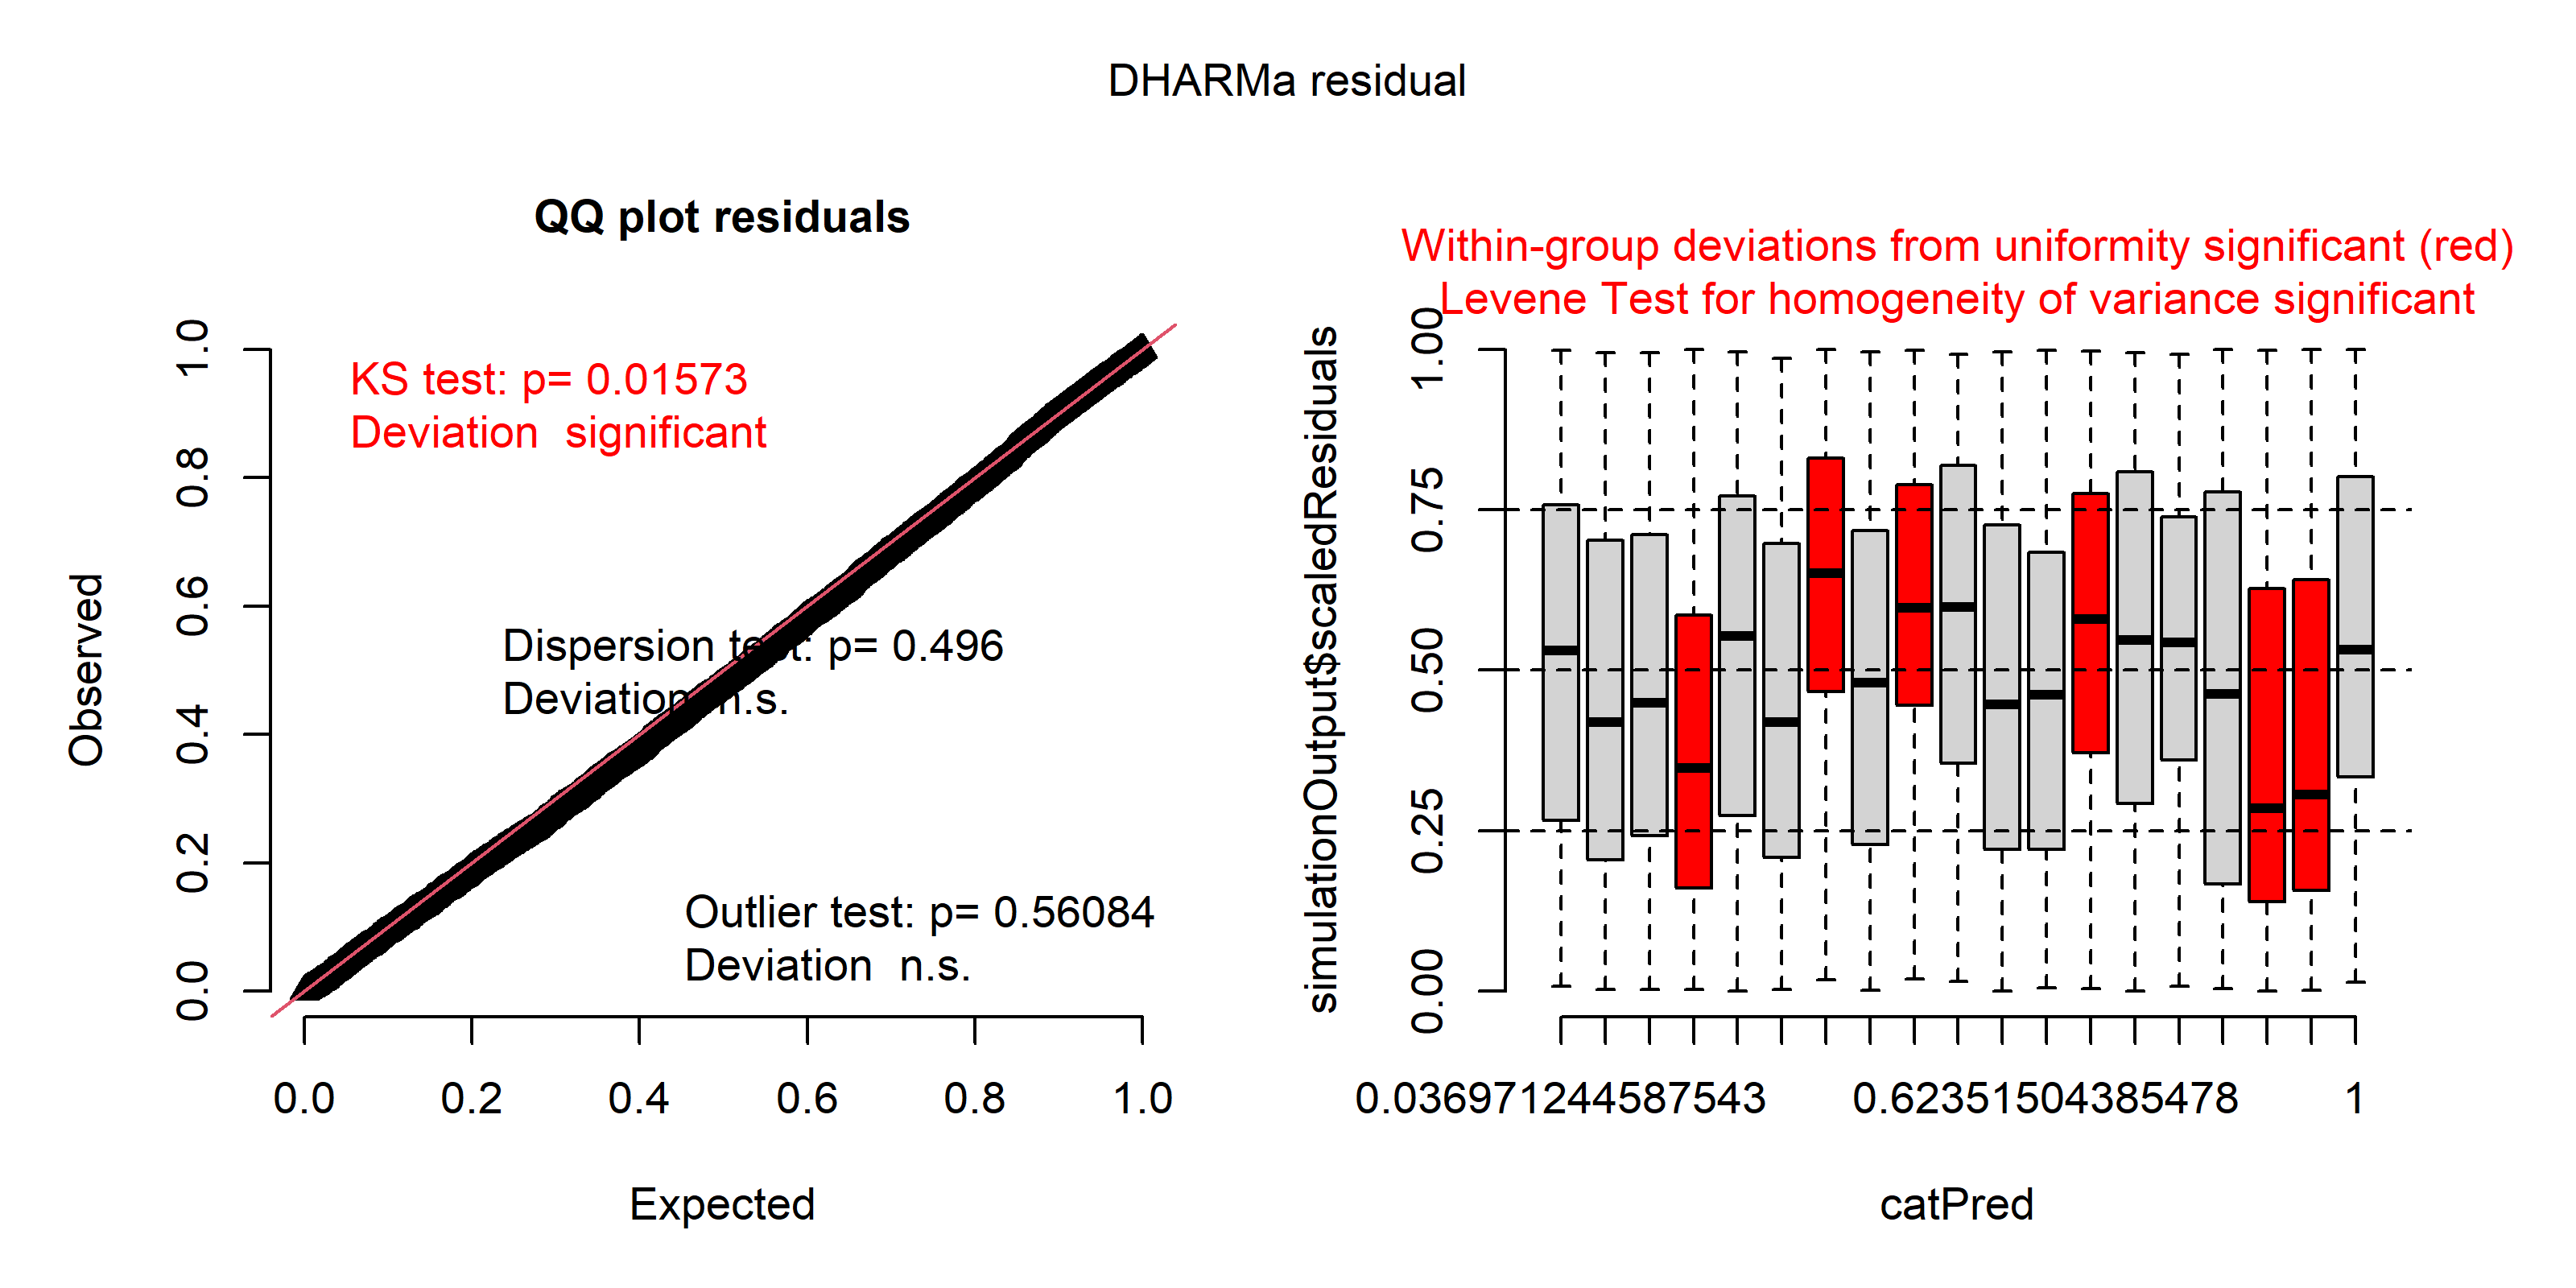 DHARMa residual
QQ plot residuals
KS test: p= 0.01573
Deviation  significant
Dispersion test: p= 0.496
Deviation  n.s.
Outlier test: p= 0.56084
Deviation  n.s.
Observed
0.0 0.2 0.4 0.6 0.8 1.0
0.0 0.2 0.4 0.6 0.8 1.0
Expected
Within-group deviations from uniformity significant (red)
Levene Test for homogeneity of variance significant
simulationOutput$scaledResiduals
0.00 0.25 0.50 0.75 1.00
0.036971244587543 0.62351504385478 1
catPred